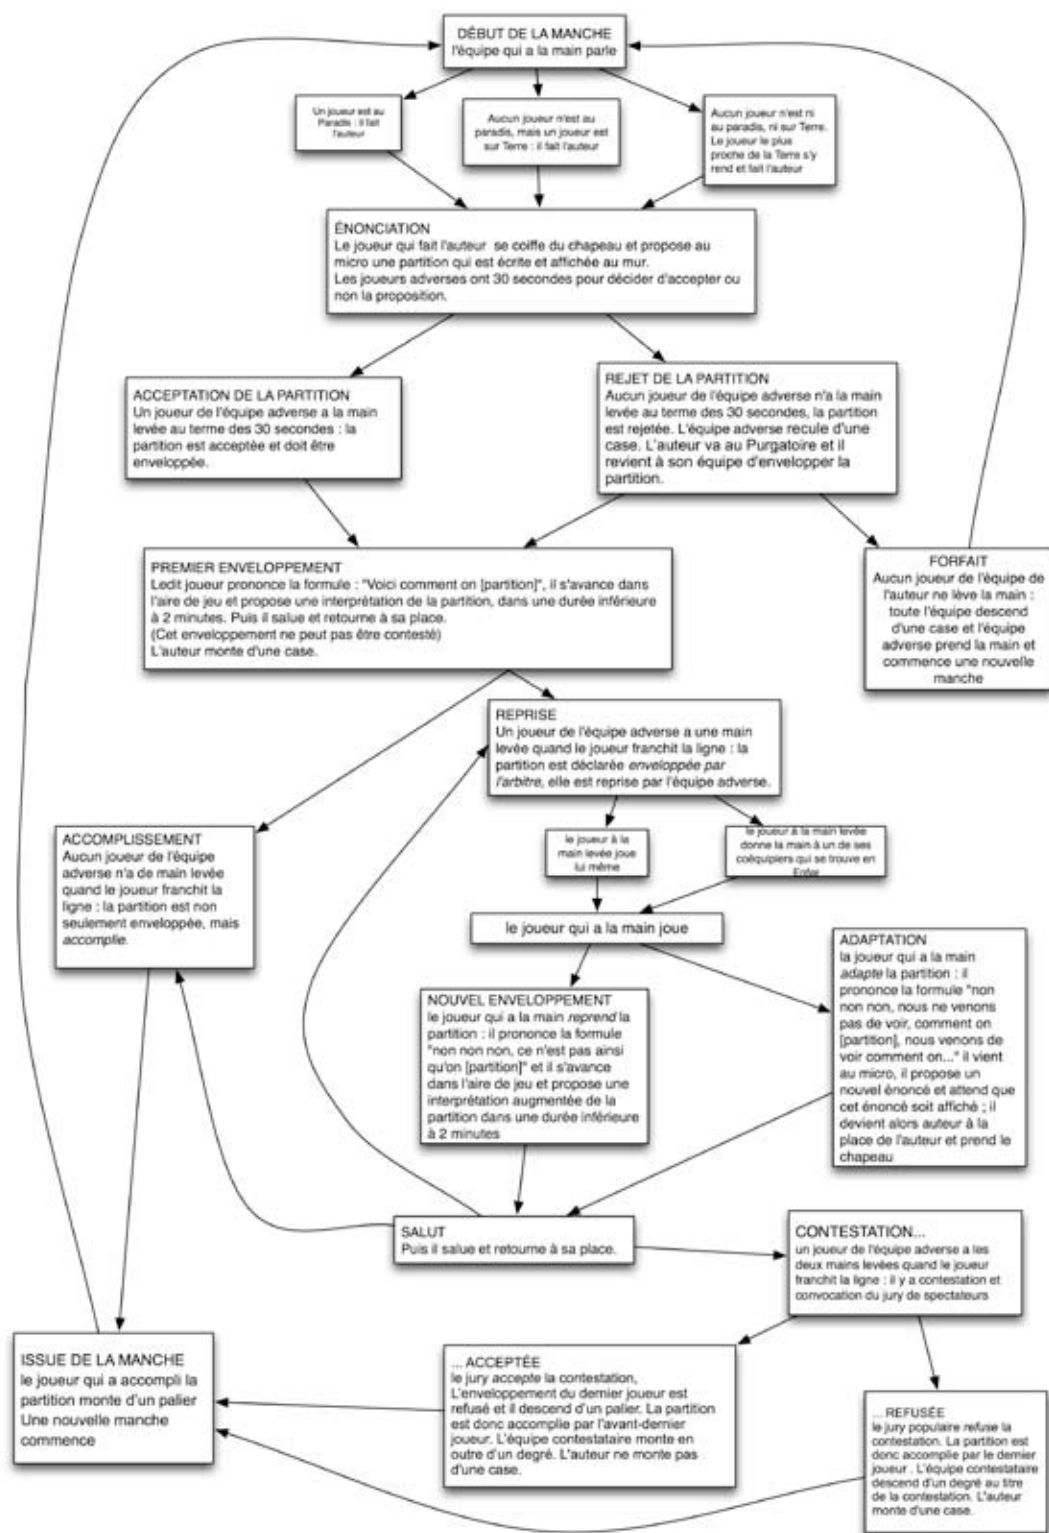 DÉBUT DE LA MANCHE
l'équipe qui a la main parle
Un joueur est au
Paradis : il fait
l'auteur
Aucun joueur n'est au
paradis, mais un joueur est
sur Terre : il fait l'auteur
Aucun joueur n'est ni
au paradis, ni sur Terre.
Le joueur le plus
proche de la Terre s'y
rend et fait l'auteur
ÉNONCIATION
Le joueur qui fait l'auteur se coiffe du chapeau et propose au
micro une partition qui est écrite et affichée au mur.
Les joueurs adverses ont 30 secondes pour décider d'accepter ou
non la proposition.
ACCEPTATION DE LA PARTITION
Un joueur de l'équipe adverse a la main
levée au terme des 30 secondes : la
partition est acceptée et doit être
enveloppée.
REJET DE LA PARTITION
Aucun joueur de l'équipe adverse n'a la main
levée au terme des 30 secondes, la partition
est rejetée. L'équipe adverse recule d'une
case. L'auteur va au Purgatoire et il
revient à son équipe d'envelopper la
partition.
PREMIER ENVELOPPEMENT
Ledit joueur prononce la formule : "Voici comment on [partition]", il s'avance dans
l'aire de jeu et propose une interprétation de la partition, dans une durée inférieure
à 2 minutes. Puis il salue et retourne à sa place.
(Cet enveloppement ne peut pas être contesté)
L'auteur monte d'une case.
FORFAIT
Aucun joueur de l'équipe de
l'auteur ne lève la main :
toute l'équipe descend
d'une case et l'équipe
adverse prend la main et
commence une nouvelle
manche
REPRISE
Un joueur de l'équipe adverse a une main
levée quand le joueur franchit la ligne : la
partition est déclarée enveloppée par
l'arbitre, elle est reprise par l'équipe adverse.
ACCOMPLISSEMENT
Aucun joueur de l'équipe
adverse n'a de main levée
quand le joueur franchit la
ligne : la partition est non
seulement enveloppée, mais
accomplie.
le joueur à la
main levée joue
lui même
le joueur à la main levée
donne la main à un de ses
coéquipiers qui se trouve en
Enfer
le joueur qui a la main joue
NOUVEL ENVELOPPEMENT
le joueur qui a la main reprend la
partition : il prononce la formule
"non non non, ce n'est pas ainsi
qu'on [partition]" et il s'avance
dans l'aire de jeu et propose une
interprétation augmentée de la
partition dans une durée inférieure
à 2 minutes
ADAPTATION
la joueur qui a la main
adapte la partition : il
prononce la formule "non
non non, nous ne venons
pas de voir, comment on
[partition], nous venons de
voir comment on..." il vient
au micro, il propose un
nouvel énoncé et attend que
cet énoncé soit affiché ; il
devient alors auteur à la
place de l'auteur et prend le
chapeau
SALUT
Puis il salue et retourne à sa place.
CONTESTATION...
un joueur de l'équipe adverse a les
deux mains levées quand le joueur
franchit la ligne : il y a contestation et
convocation du jury de spectateurs
ISSUE DE LA MANCHE
le joueur qui a accompli la
partition monte d'un palier
Une nouvelle manche
commence
... ACCEPTÉE
le jury accepte la contestation,
L'enveloppement du dernier joueur est
refusé et il descend d'un palier. La partition
est donc accomplie par l'avant-dernier
joueur. L'équipe contestataire monte en
outre d'un degré. L'auteur ne monte pas
d'une case.
... REFUSÉE
le jury populaire refuse la
contestation. La partition est
donc accomplie par le dernier
joueur . L'équipe contestataire
descend d'un degré au titre
de la contestation. L'auteur
monte d'une case.